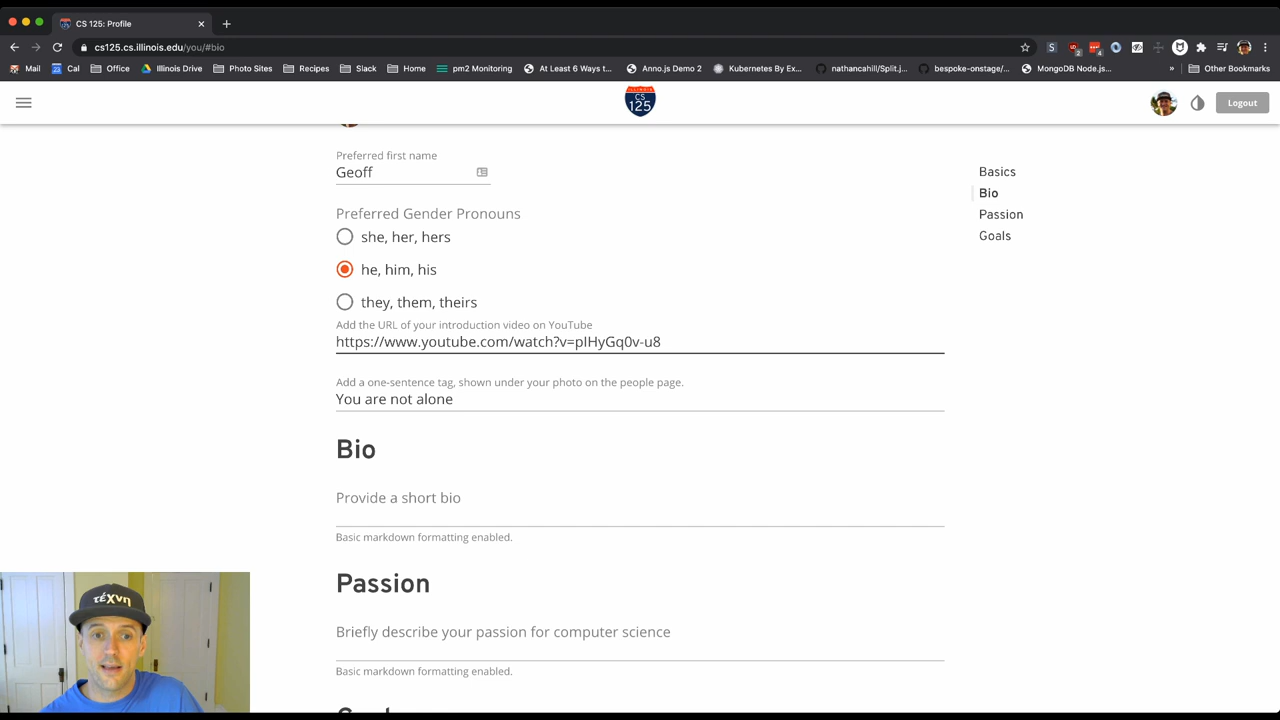 CS 125: Profile
cs125.cs.illinois.edu/you/#bio
Mail Cal Office Illinois Drive Photo Sites Recipes Slack Home pm2 Monitoring At Least 6 Ways t... Anno.js Demo 2 Kubernetes By Ex... nathancahill/Split.j... bespoke-onstage/... MongoDB Node.js... » Other Bookmarks
ILLINOIS
CS
125
Logout
Preferred first name
Geoff
Preferred Gender Pronouns
she, her, hers
he, him, his
they, them, theirs
Add the URL of your introduction video on YouTube
https://www.youtube.com/watch?v=pIHyGq0v-u8
Add a one-sentence tag, shown under your photo on the people page.
You are not alone
Basics
Bio
Passion
Goals
Bio
Provide a short bio
Basic markdown formatting enabled.
Passion
Briefly describe your passion for computer science
Basic markdown formatting enabled.
τέχνη